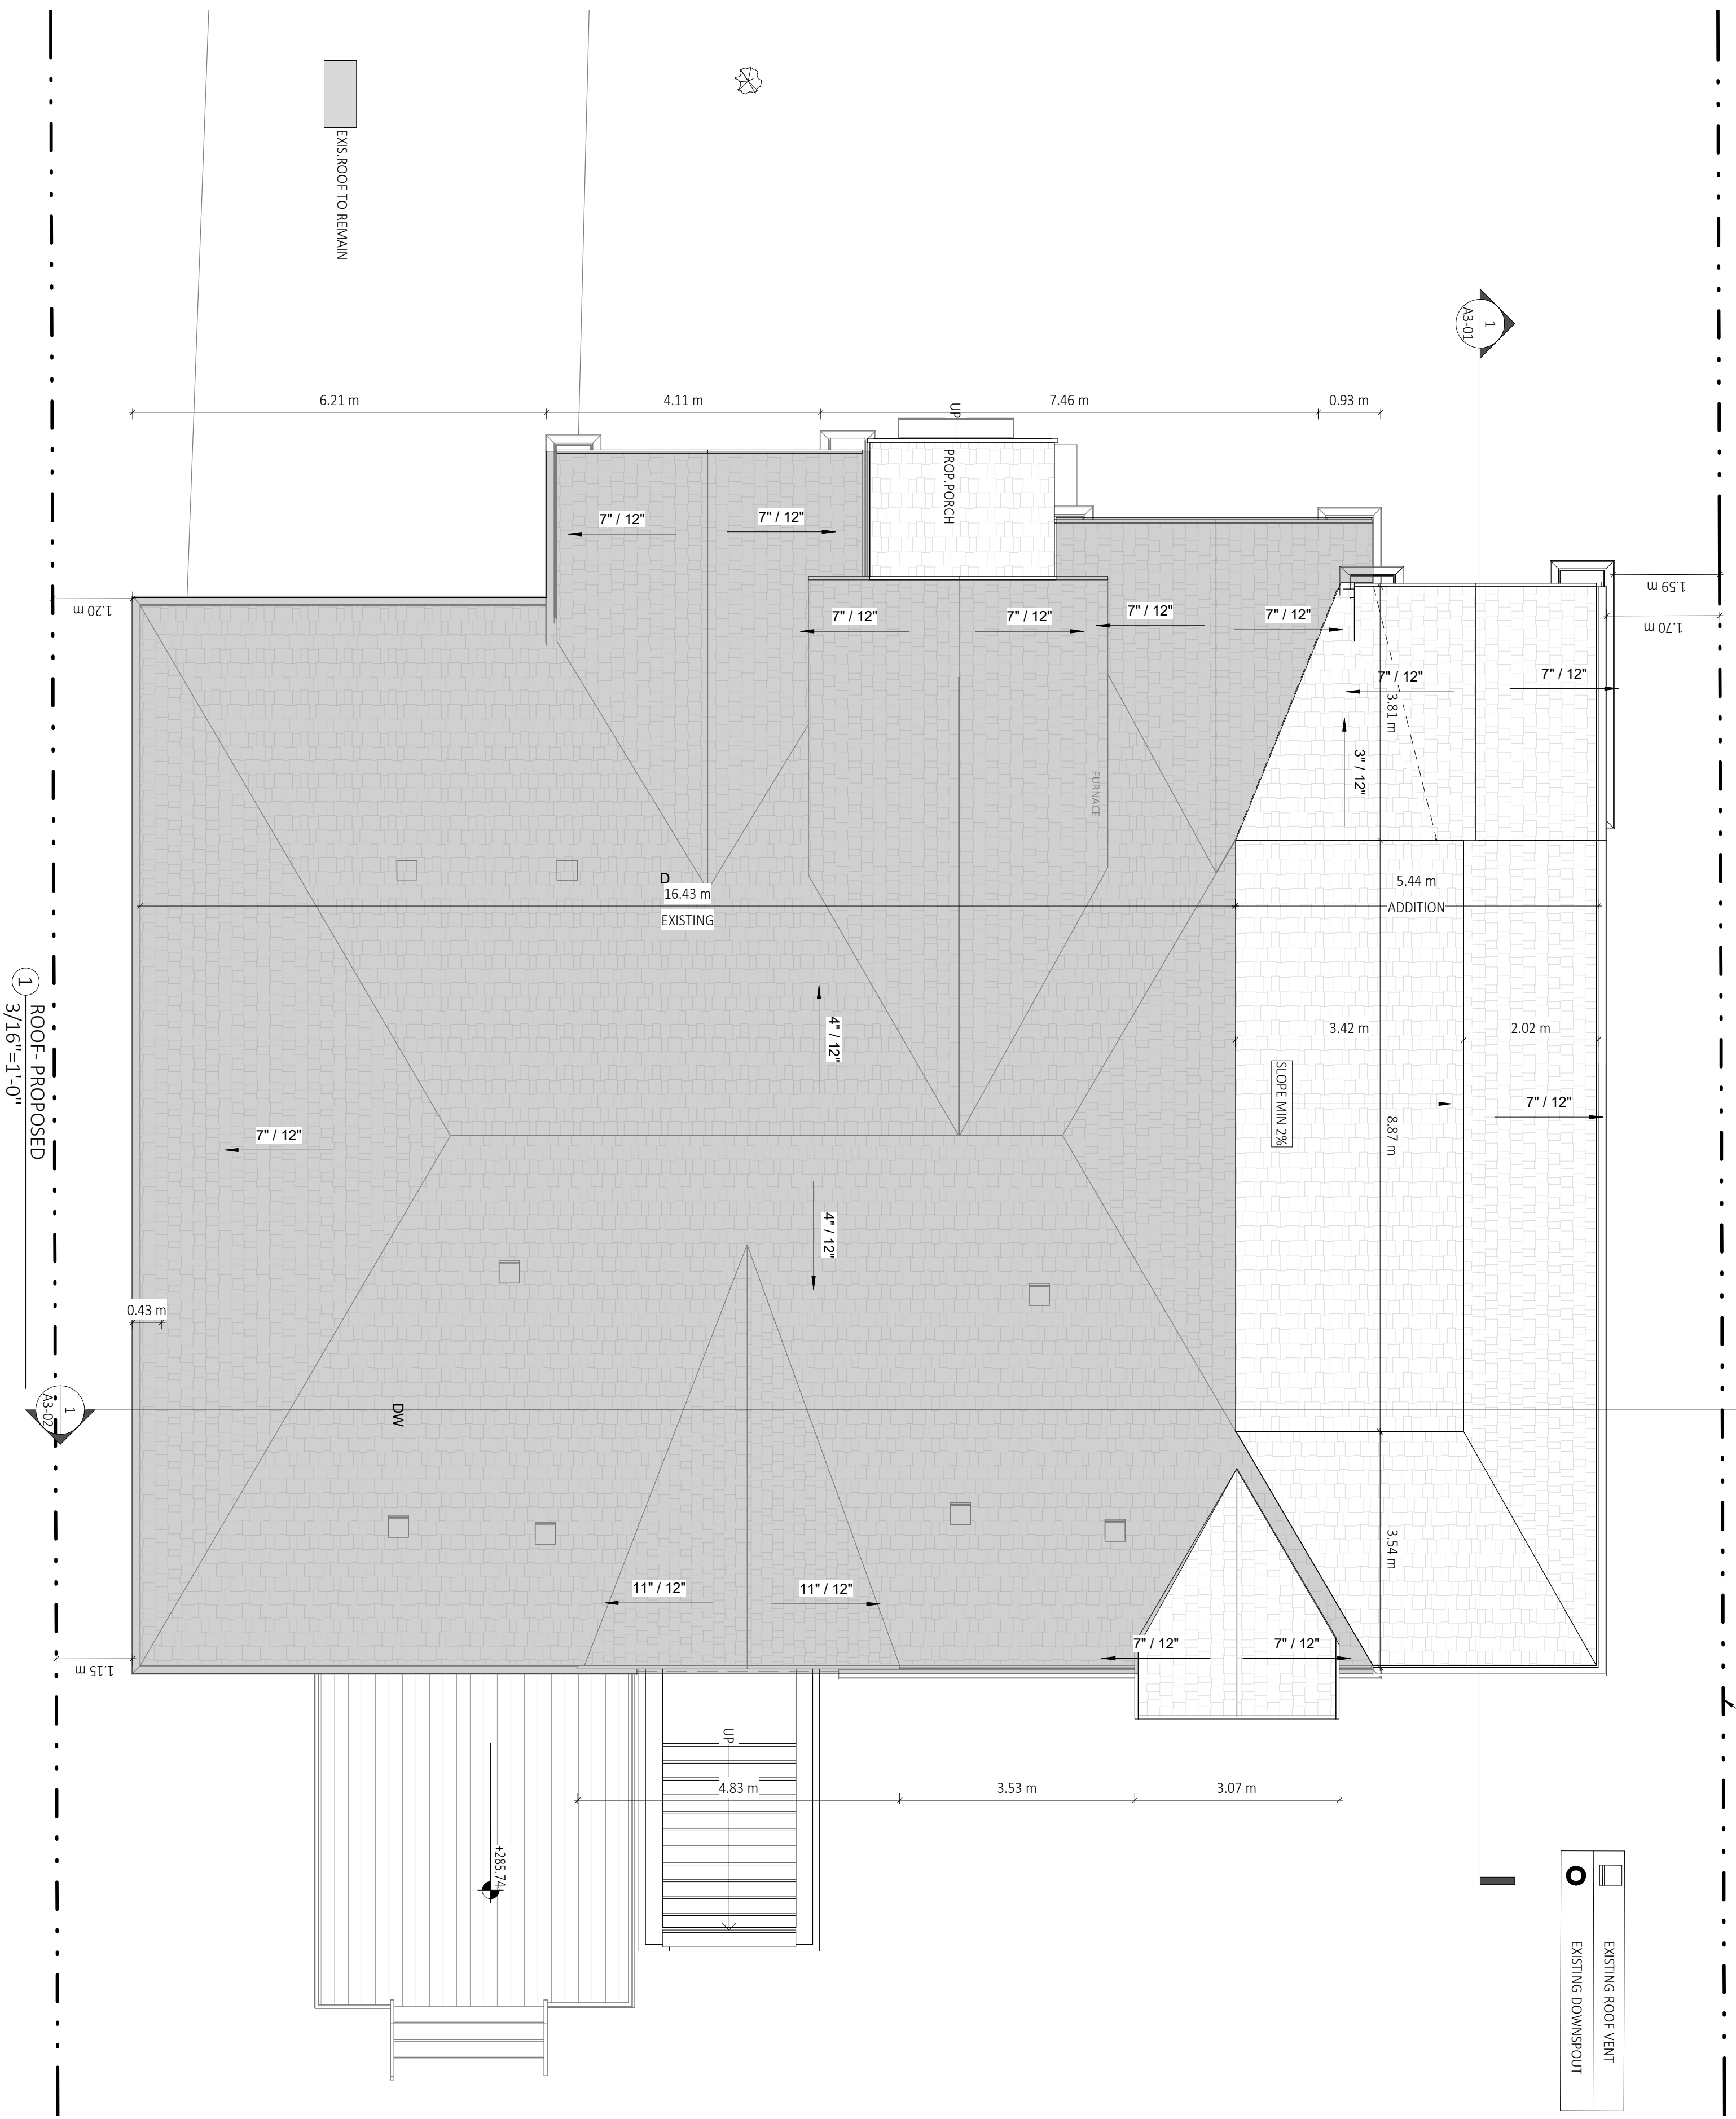 EXIS.ROOF TO REMAIN
1
A3-01
6.21 m
4.11 m
7.46 m
0.93 m
UP
PROP.PORCH
7" / 12"
7" / 12"
1.20 m
1.59 m
1.70 m
7" / 12"
7" / 12"
7" / 12"
7" / 12"
7" / 12"
7" / 12"
3.81 m
3" / 12"
FURNACE
D
16.43 m
EXISTING
5.44 m
ADDITION
4" / 12"
3.42 m
2.02 m
SLOPE MIN 2%
8.87 m
7" / 12"
7" / 12"
4" / 12"
1
ROOF- PROPOSED
3/16"=1'-0"
0.43 m
1
A3-02
DW
3.54 m
11" / 12"
11" / 12"
7" / 12"
7" / 12"
1.15 m
UP
4.83 m
3.53 m
3.07 m
+285.74
EXISTING ROOF VENT
EXISTING DOWNSPOUT